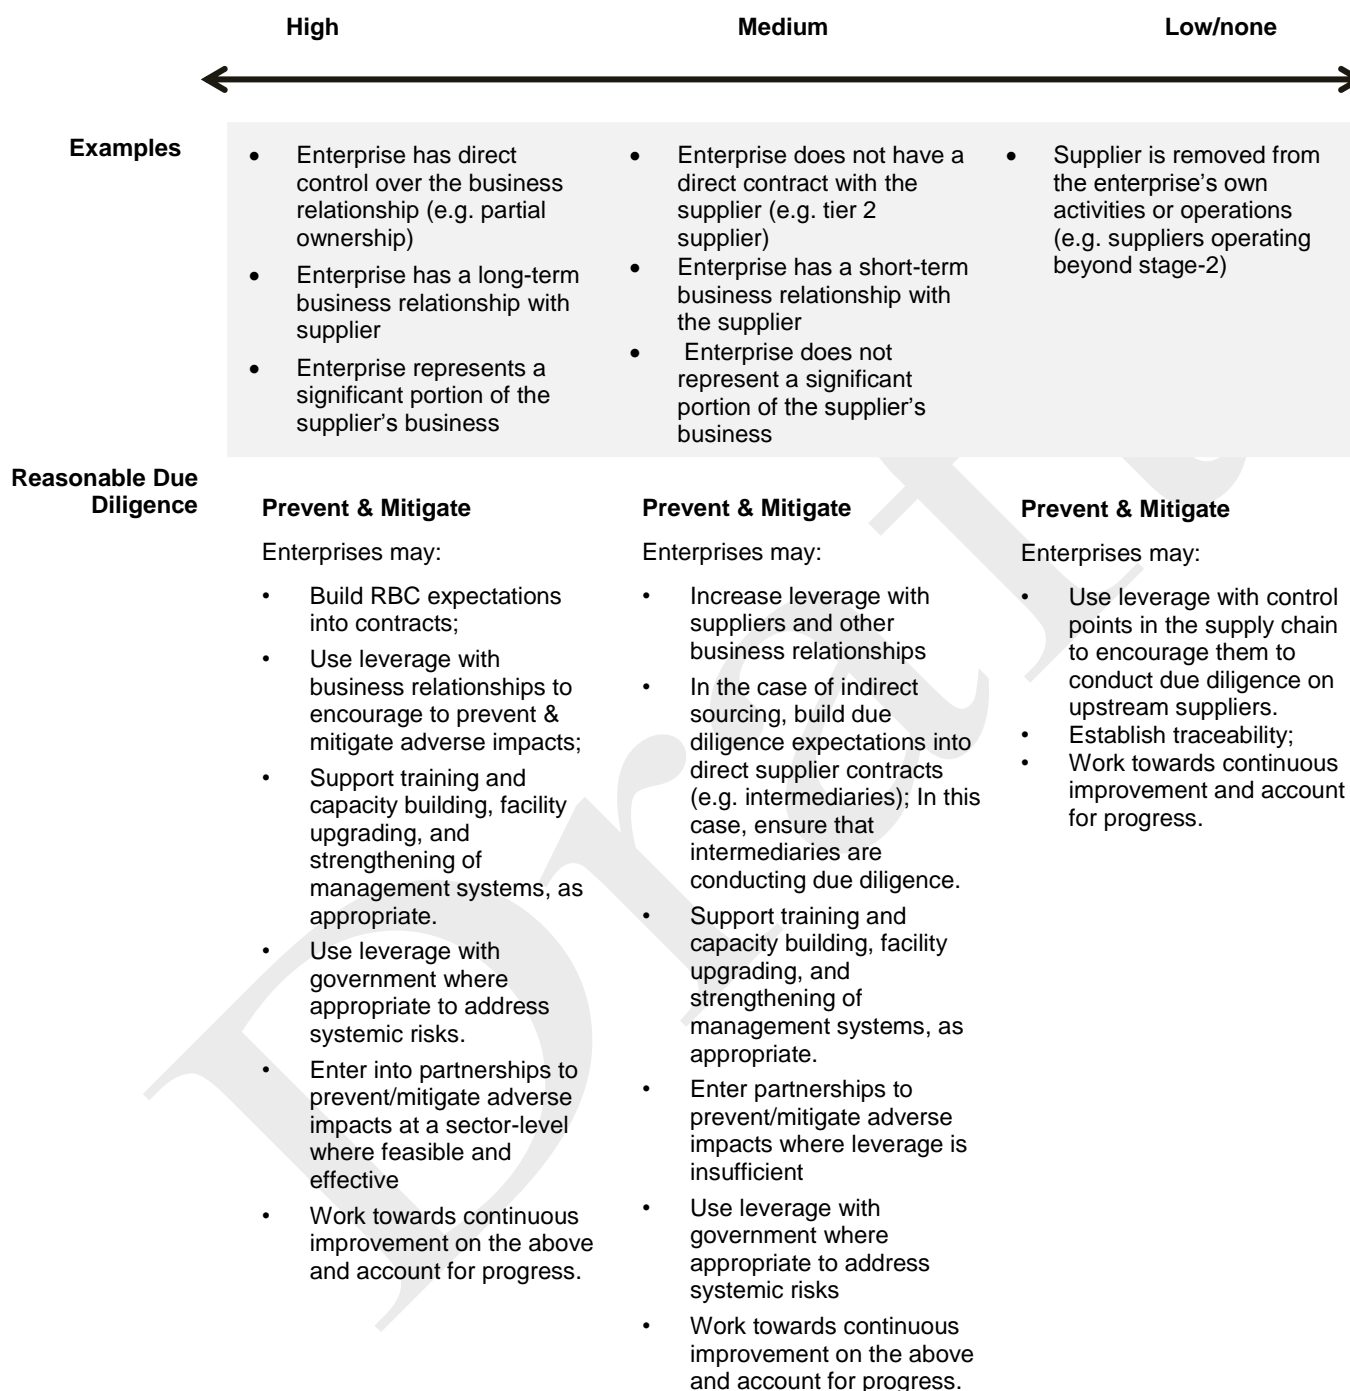 High
Medium
Low/none
Examples
• Enterprise has direct
control over the business
relationship (e.g. partial
ownership)
• Enterprise has a long-term
business relationship with
supplier
• Enterprise represents a
significant portion of the
supplier’s business
• Enterprise does not have a
direct contract with the
supplier (e.g. tier 2
supplier)
• Enterprise has a short-term
business relationship with
the supplier
• Enterprise does not
represent a significant
portion of the supplier’s
business
• Supplier is removed from
the enterprise’s own
activities or operations
(e.g. suppliers operating
beyond stage-2)
Reasonable Due
Diligence
Prevent & Mitigate
Enterprises may:
• Build RBC expectations
into contracts;
• Use leverage with
business relationships to
encourage to prevent &
mitigate adverse impacts;
• Support training and
capacity building, facility
upgrading, and
strengthening of
management systems, as
appropriate.
• Use leverage with
government where
appropriate to address
systemic risks.
• Enter into partnerships to
prevent/mitigate adverse
impacts at a sector-level
where feasible and
effective
• Work towards continuous
improvement on the above
and account for progress.
Prevent & Mitigate
Enterprises may:
• Increase leverage with
suppliers and other
business relationships
• In the case of indirect
sourcing, build due
diligence expectations into
direct supplier contracts
(e.g. intermediaries); In this
case, ensure that
intermediaries are
conducting due diligence.
• Support training and
capacity building, facility
upgrading, and
strengthening of
management systems, as
appropriate.
• Enter partnerships to
prevent/mitigate adverse
impacts where leverage is
insufficient
• Use leverage with
government where
appropriate to address
systemic risks
• Work towards continuous
improvement on the above
and account for progress.
Prevent & Mitigate
Enterprises may:
• Use leverage with control
points in the supply chain
to encourage them to
conduct due diligence on
upstream suppliers.
• Establish traceability;
• Work towards continuous
improvement and account
for progress.
Draft